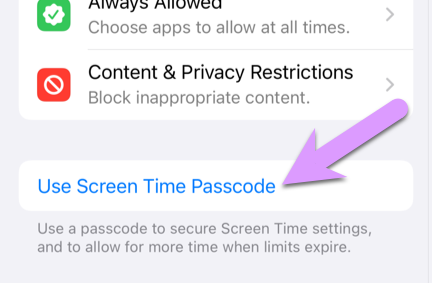 Always Allowed
Choose apps to allow at all times.
Content & Privacy Restrictions
Block inappropriate content.
Use Screen Time Passcode
Use a passcode to secure Screen Time settings,
and to allow for more time when limits expire.